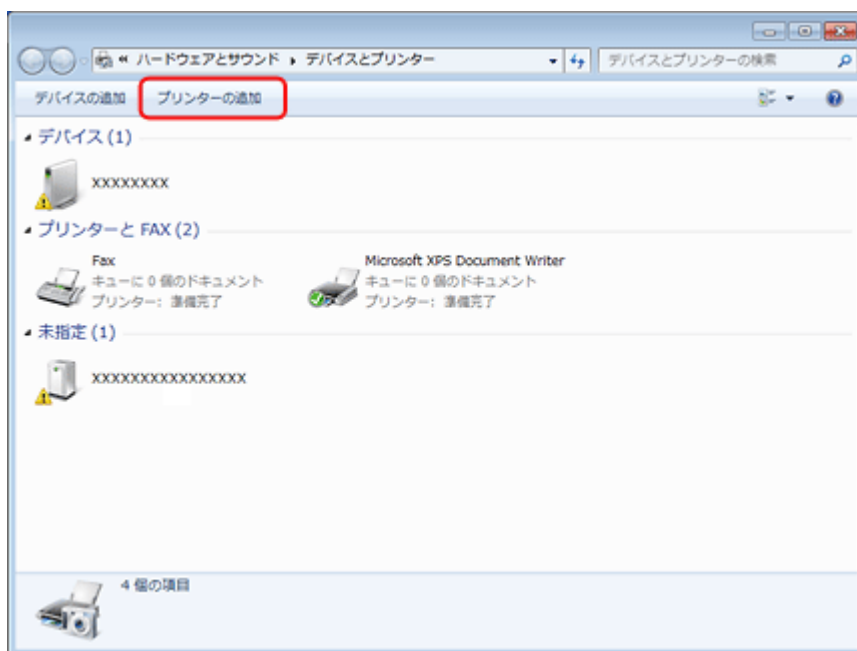 « ハードウェアとサウンド ▸ デバイスとプリンター
デバイスとプリンターの検索
デバイスの追加 プリンターの追加
デバイス (1)
XXXXXXXX
プリンターと FAX (2)
Fax
キューに 0 個のドキュメント
プリンター: 準備完了
Microsoft XPS Document Writer
キューに 0 個のドキュメント
プリンター: 準備完了
未指定 (1)
XXXXXXXXXXXXXXXX
4 個の項目